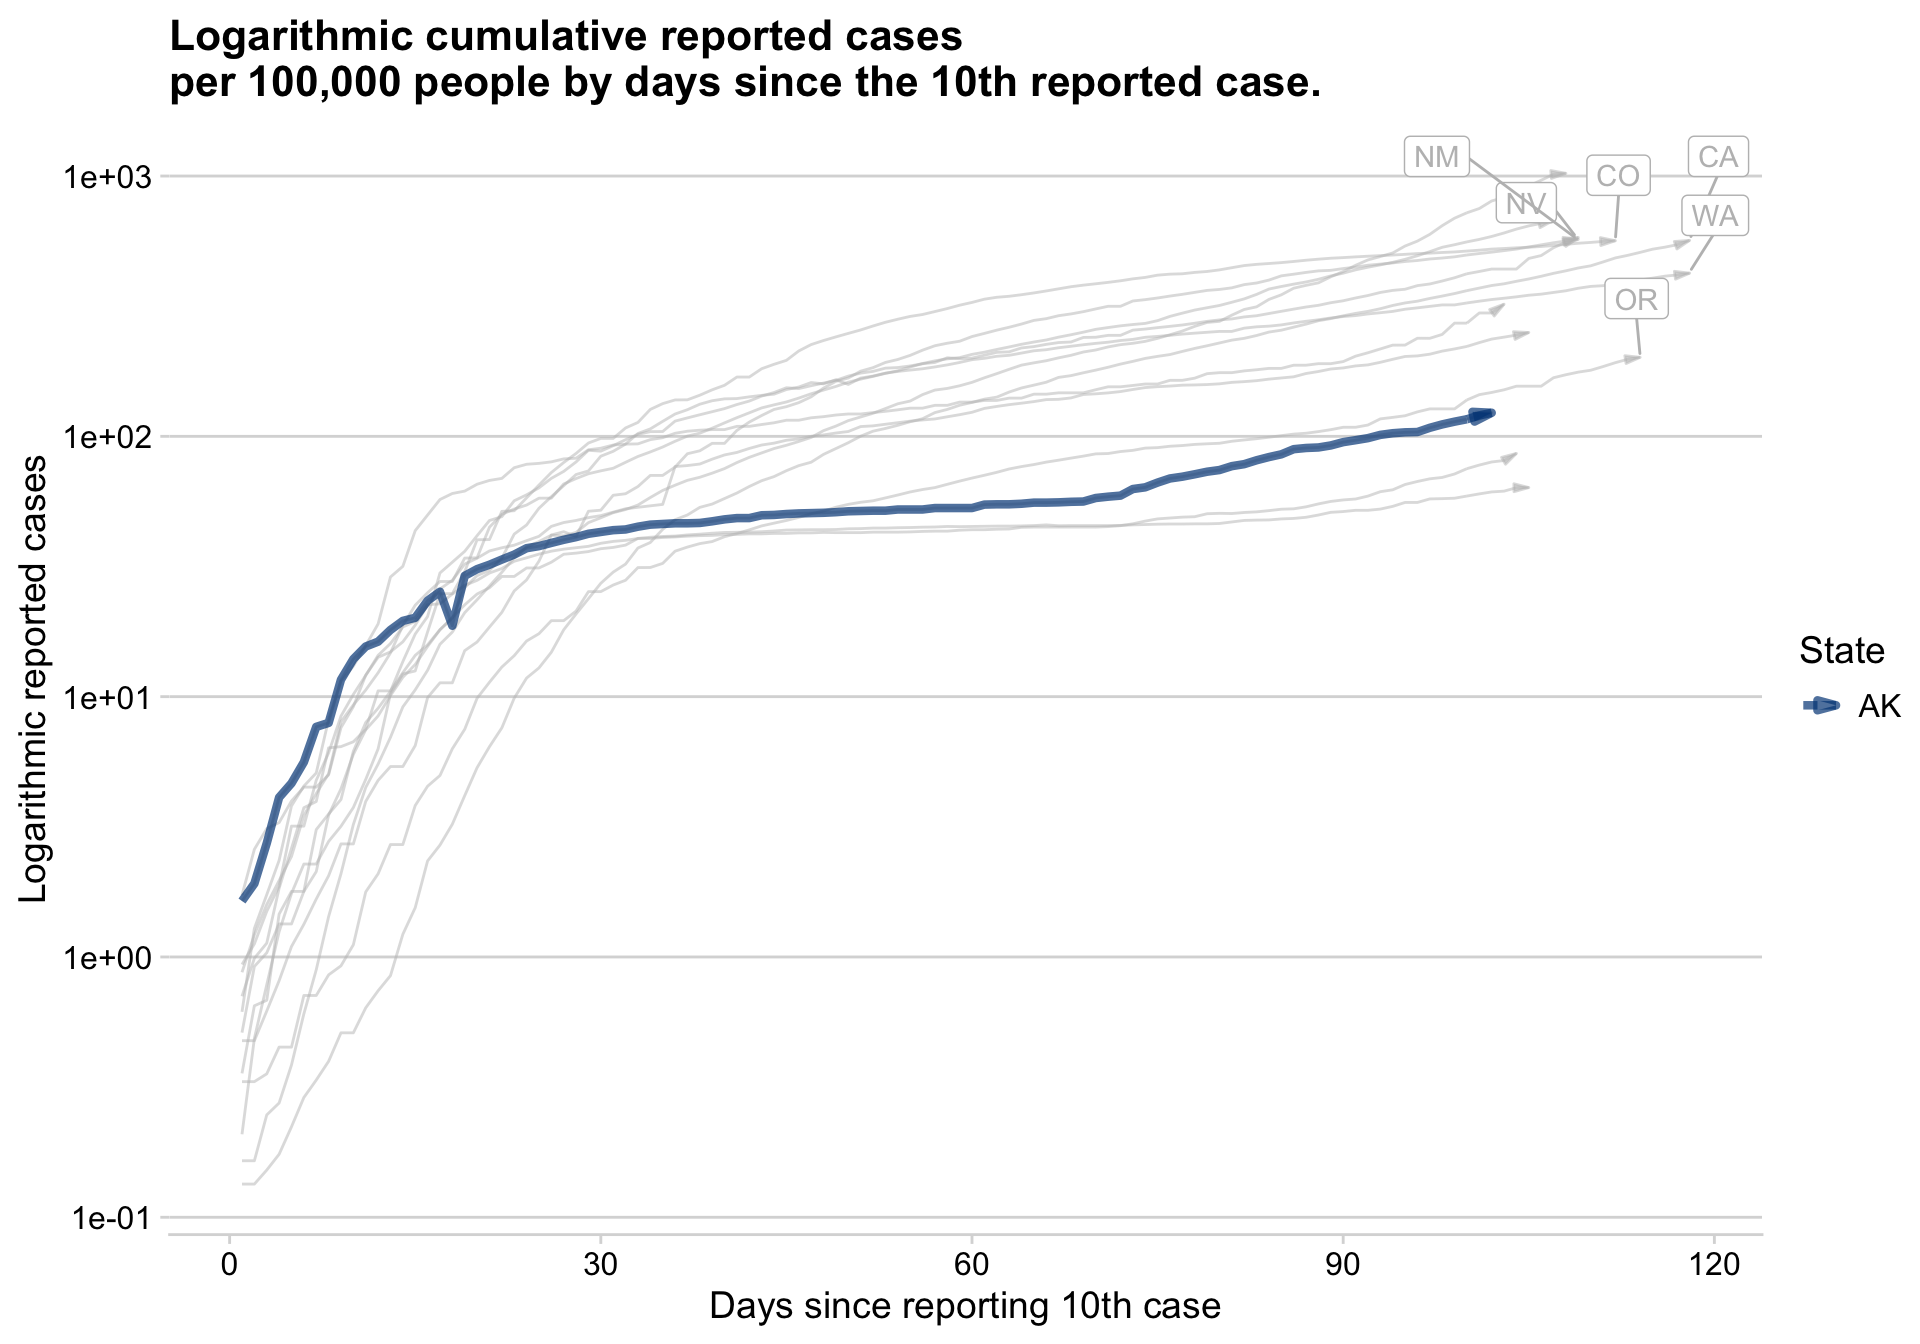 Logarithmic cumulative reported cases
per 100,000 people by days since the 10th reported case.
NM
CO
CA
NV
WA
OR
1e+03
1e+02
1e+01
1e+00
1e-01
Logarithmic reported cases
0 30 60 90 120
Days since reporting 10th case
State
AK